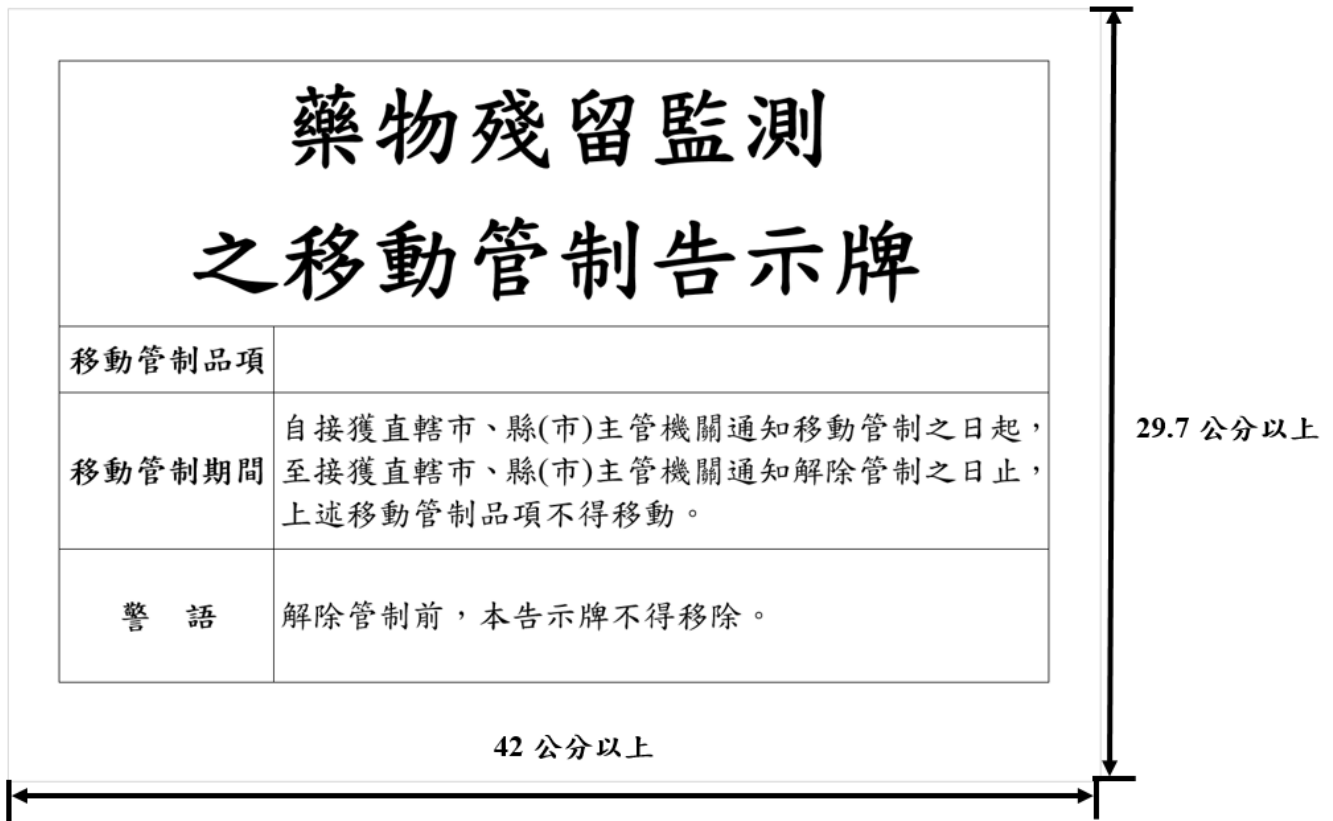 藥物殘留監測
之移動管制告示牌
移動管制品項
移動管制期間
自接獲直轄市、縣(市)主管機關通知移動管制之日起，
至接獲直轄市、縣(市)主管機關通知解除管制之日止，
上述移動管制品項不得移動。
警 語
解除管制前，本告示牌不得移除。
29.7 公分以上
42 公分以上